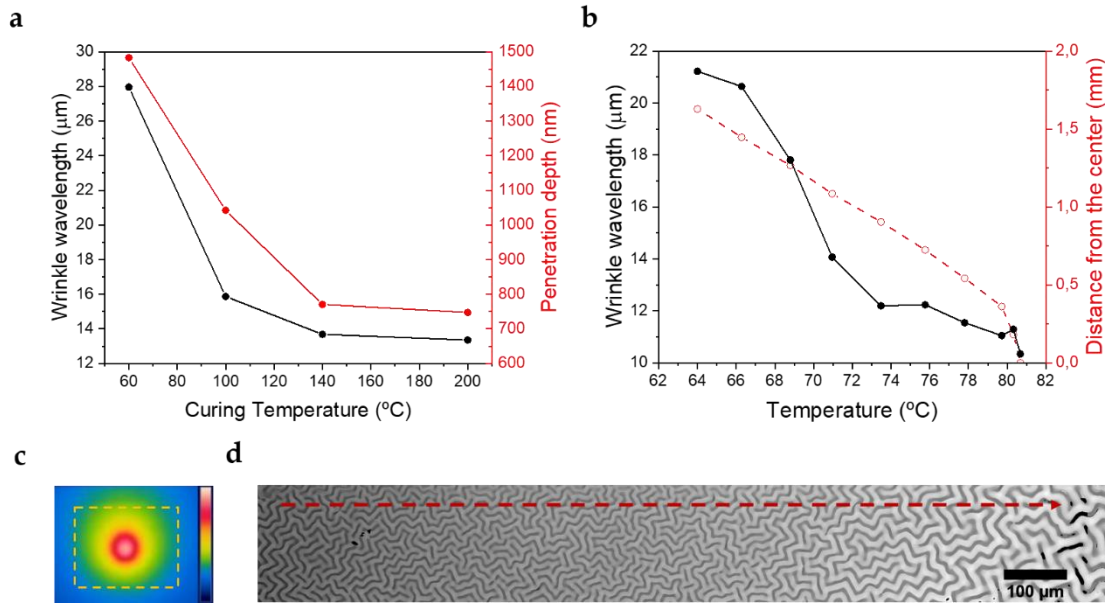 a
b
30
28
26
24
22
20
18
16
14
12
Wrinkle wavelength (μm)
60 80 100 120 140 160 180 200
Curing Temperature (ºC)
1500
1400
1300
1200
1100
1000
900
800
700
600
Penetration depth (nm)
22
20
18
16
14
12
10
Wrinkle wavelength (μm)
62 64 66 68 70 72 74 76 78 80 82
Temperature (ºC)
2,0
1,5
1,0
0,5
0,0
Distance from the center (mm)
c
d
100 μm